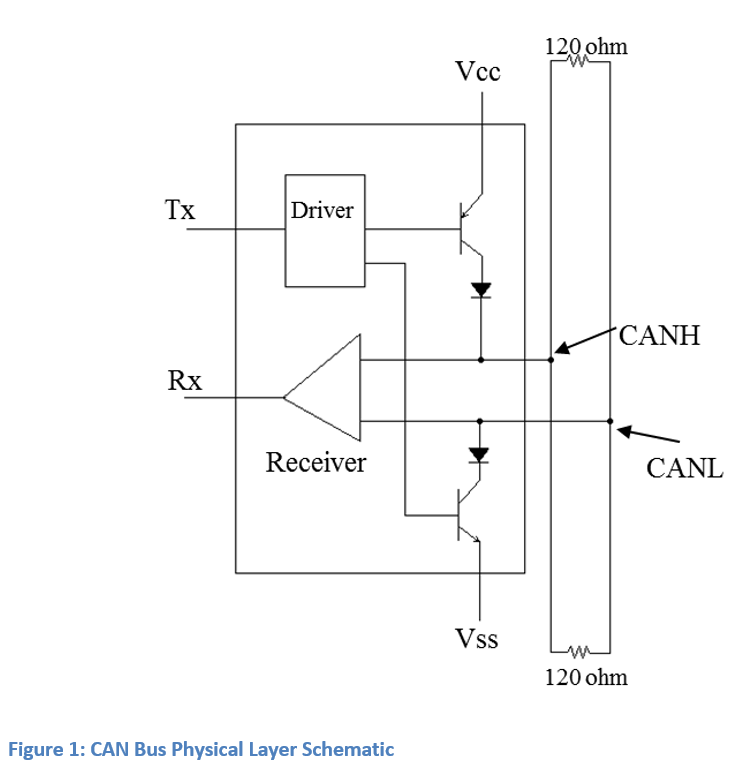 120 ohm
Vcc
Tx
Driver
CANH
Rx
Receiver
CANL
Vss
120 ohm
Figure 1: CAN Bus Physical Layer Schematic